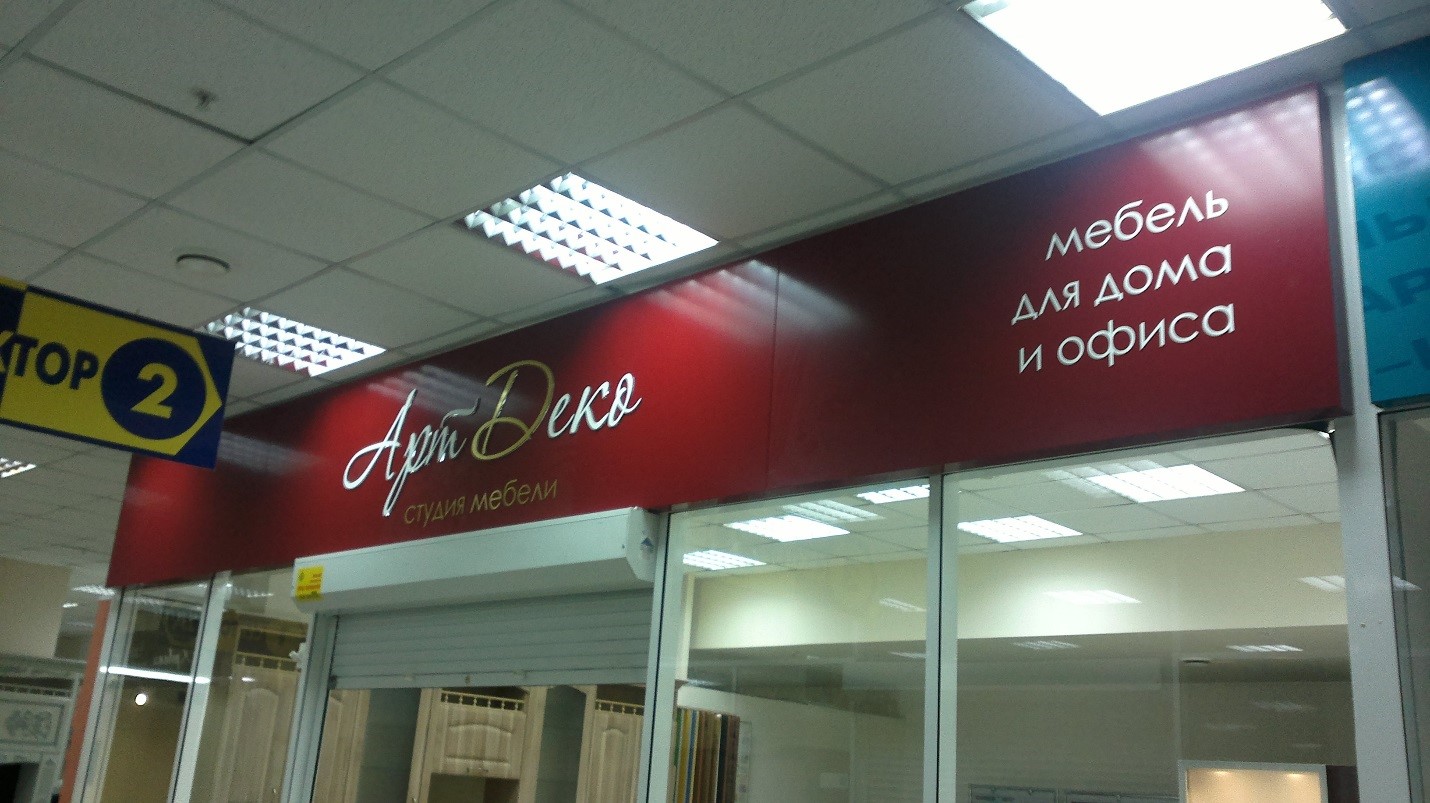 ТОР 2
Арт Деко
студия мебели
мебель
для дома
и офиса